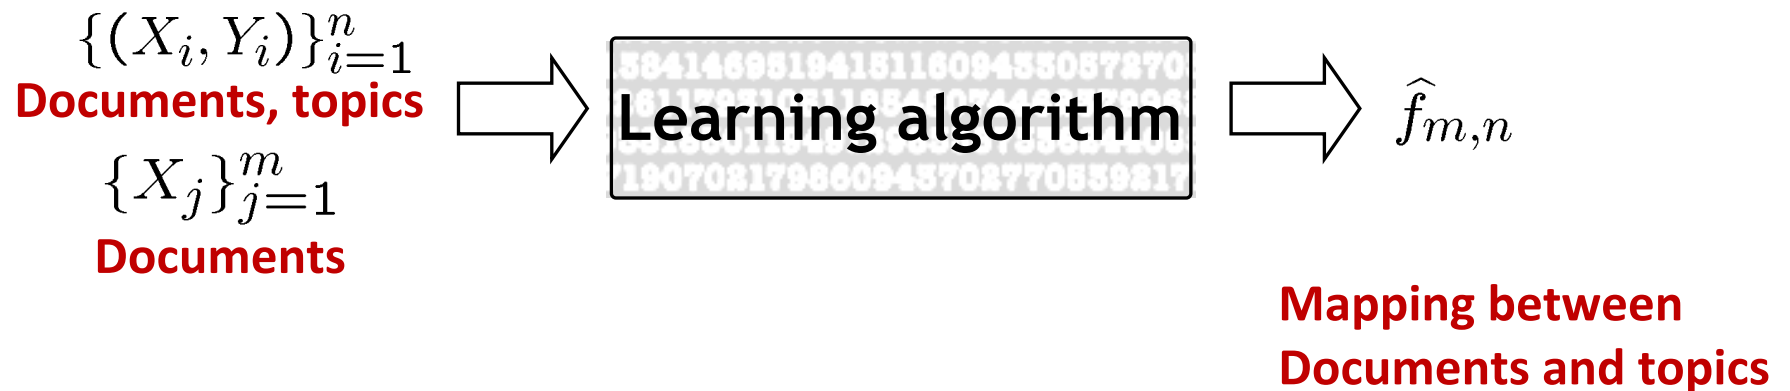 {(X_i, Y_i)}_{i=1}^n
Documents, topics
{X_j}_{j=1}^m
Documents
Learning algorithm
\hat{f}_{m,n}
Mapping between
Documents and topics